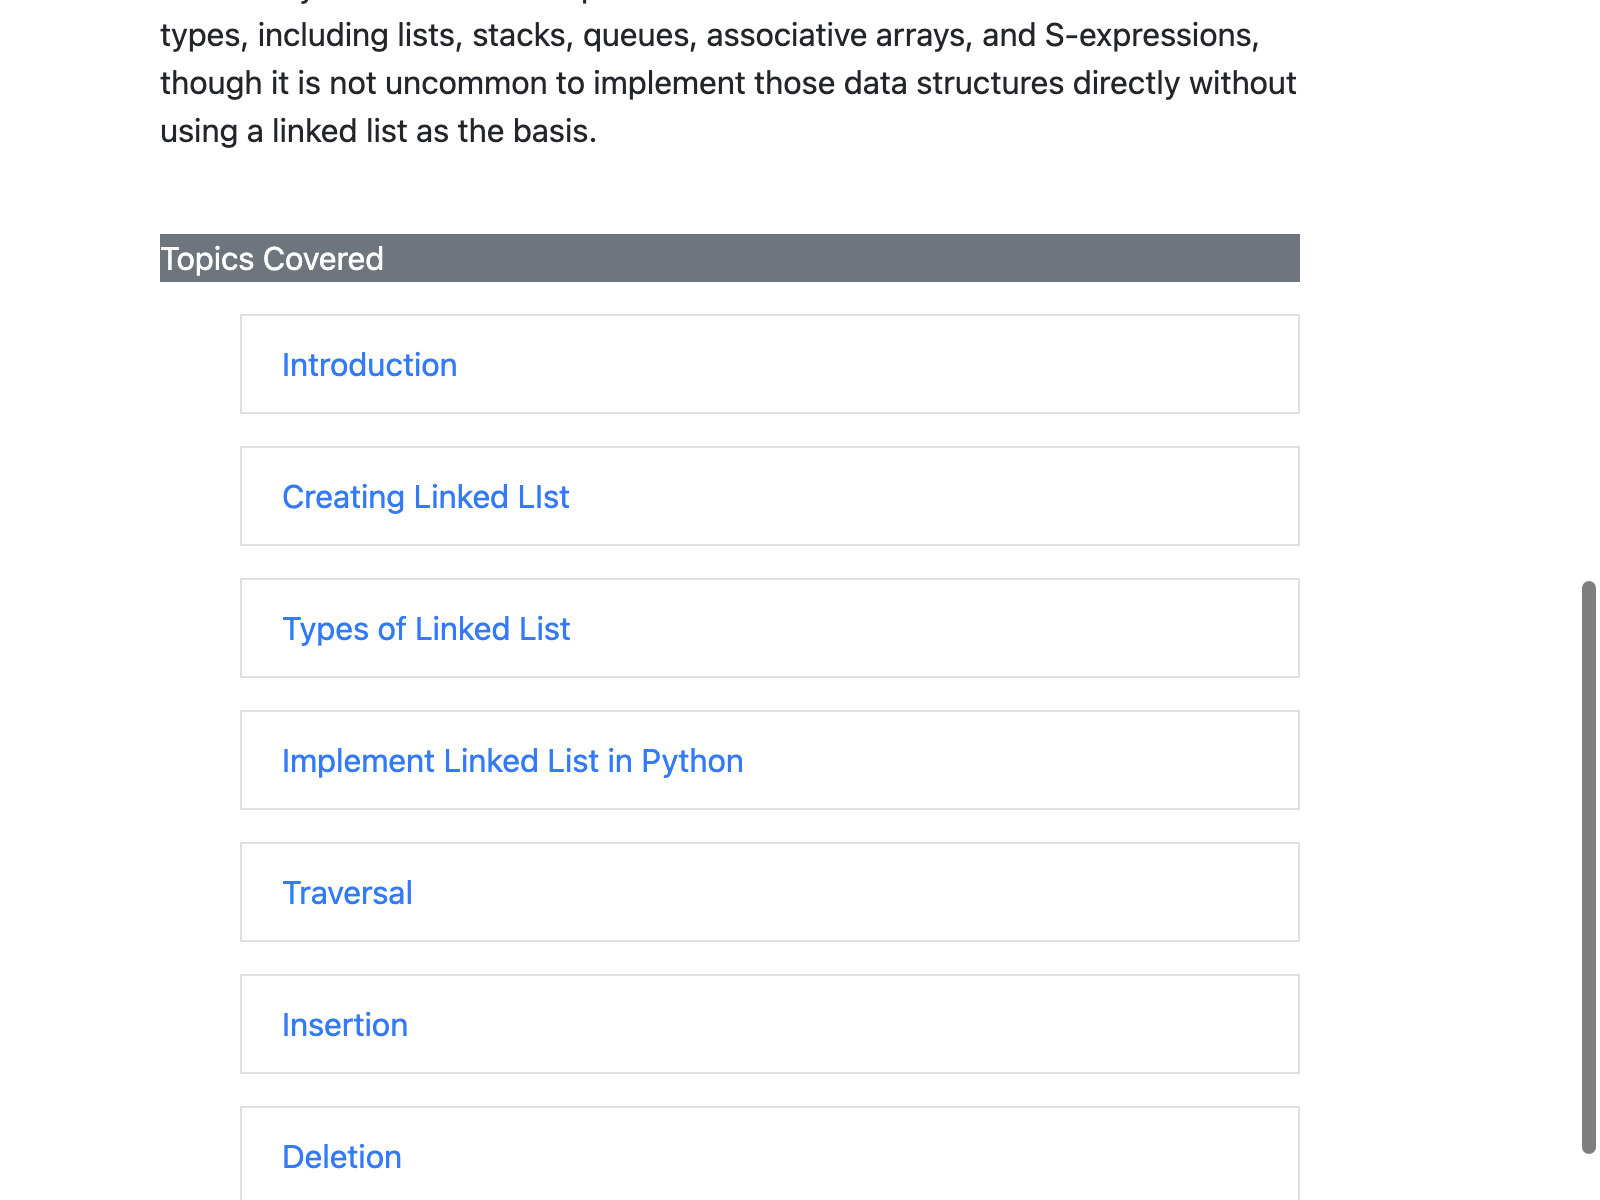 types, including lists, stacks, queues, associative arrays, and S-expressions,
though it is not uncommon to implement those data structures directly without
using a linked list as the basis.
Topics Covered
Introduction
Creating Linked LIst
Types of Linked List
Implement Linked List in Python
Traversal
Insertion
Deletion